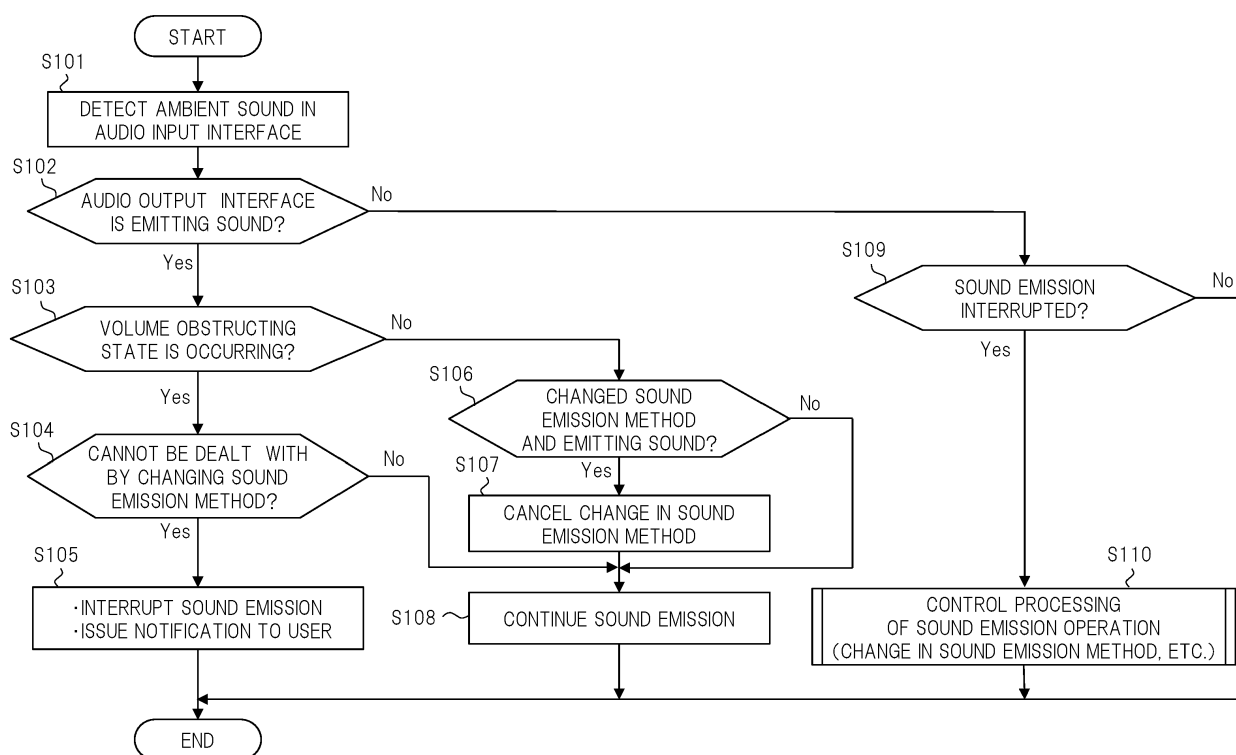 START
S101
DETECT AMBIENT SOUND IN
AUDIO INPUT INTERFACE
S102
AUDIO OUTPUT INTERFACE
IS EMITTING SOUND?
No
Yes
S109
SOUND EMISSION
INTERRUPTED?
No
Yes
S103
VOLUME OBSTRUCTING
STATE IS OCCURRING?
No
Yes
S106
CHANGED SOUND
EMISSION METHOD
AND EMITTING SOUND?
No
Yes
S104
CANNOT BE DEALT WITH
BY CHANGING SOUND
EMISSION METHOD?
No
Yes
S107
CANCEL CHANGE IN SOUND
EMISSION METHOD
S105
・INTERRUPT SOUND EMISSION
・ISSUE NOTIFICATION TO USER
S108
CONTINUE SOUND EMISSION
S110
CONTROL PROCESSING
OF SOUND EMISSION OPERATION
(CHANGE IN SOUND EMISSION METHOD, ETC.)
END